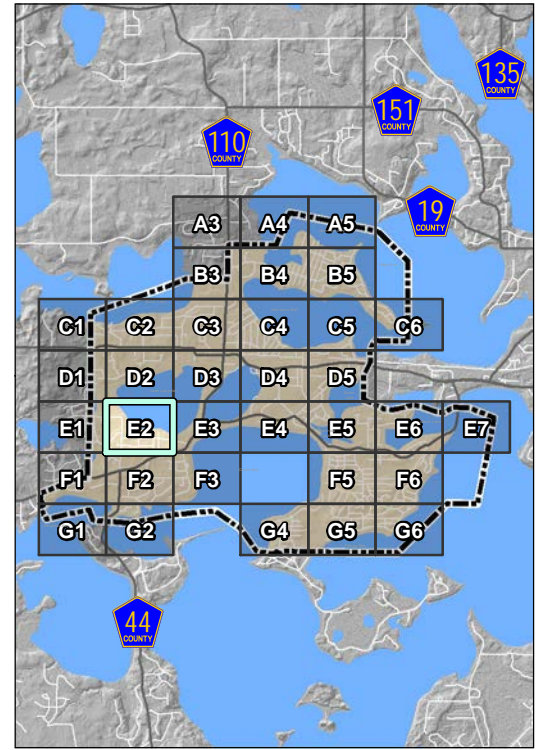 135
COUNTY
151
COUNTY
110
COUNTY
19
COUNTY
A3 A4 A5
B3 B4 B5
C1 C2 C3 C4 C5 C6
D1 D2 D3 D4 D5
E1 E2 E3 E4 E5 E6 E7
F1 F2 F3 F5 F6
G1 G2 G4 G5 G6
44
COUNTY